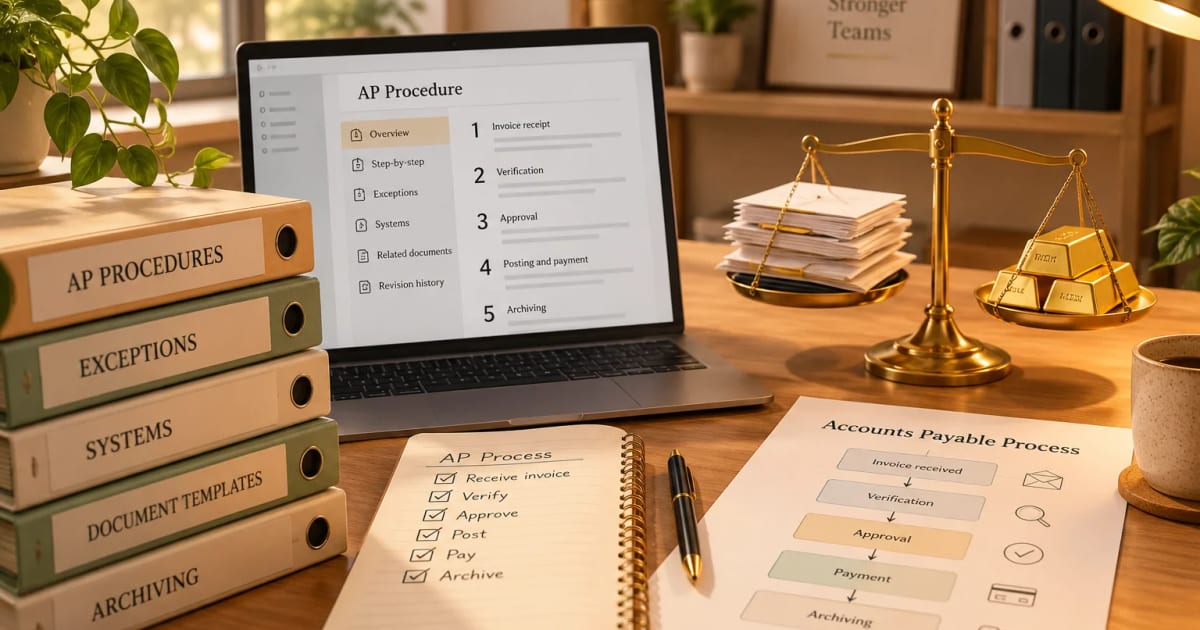 Stronger
Teams
AP Procedure
Overview
Step-by-step
Exceptions
Systems
Related documents
Revision history
1 Invoice receipt
2 Verification
3 Approval
4 Posting and payment
5 Archiving
AP PROCEDURES
EXCEPTIONS
SYSTEMS
DOCUMENT TEMPLATES
ARCHIVING
AP Process
Receive invoice
Verify
Approve
Post
Pay
Archive
Accounts Payable Process
Invoice received
Verification
Approval
Payment
Archiving